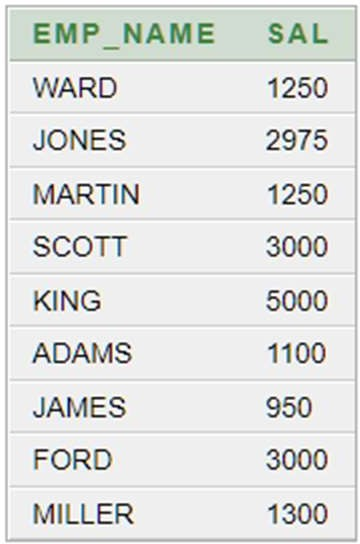 EMP_NAME SAL
WARD 1250
JONES 2975
MARTIN 1250
SCOTT 3000
KING 5000
ADAMS 1100
JAMES 950
FORD 3000
MILLER 1300